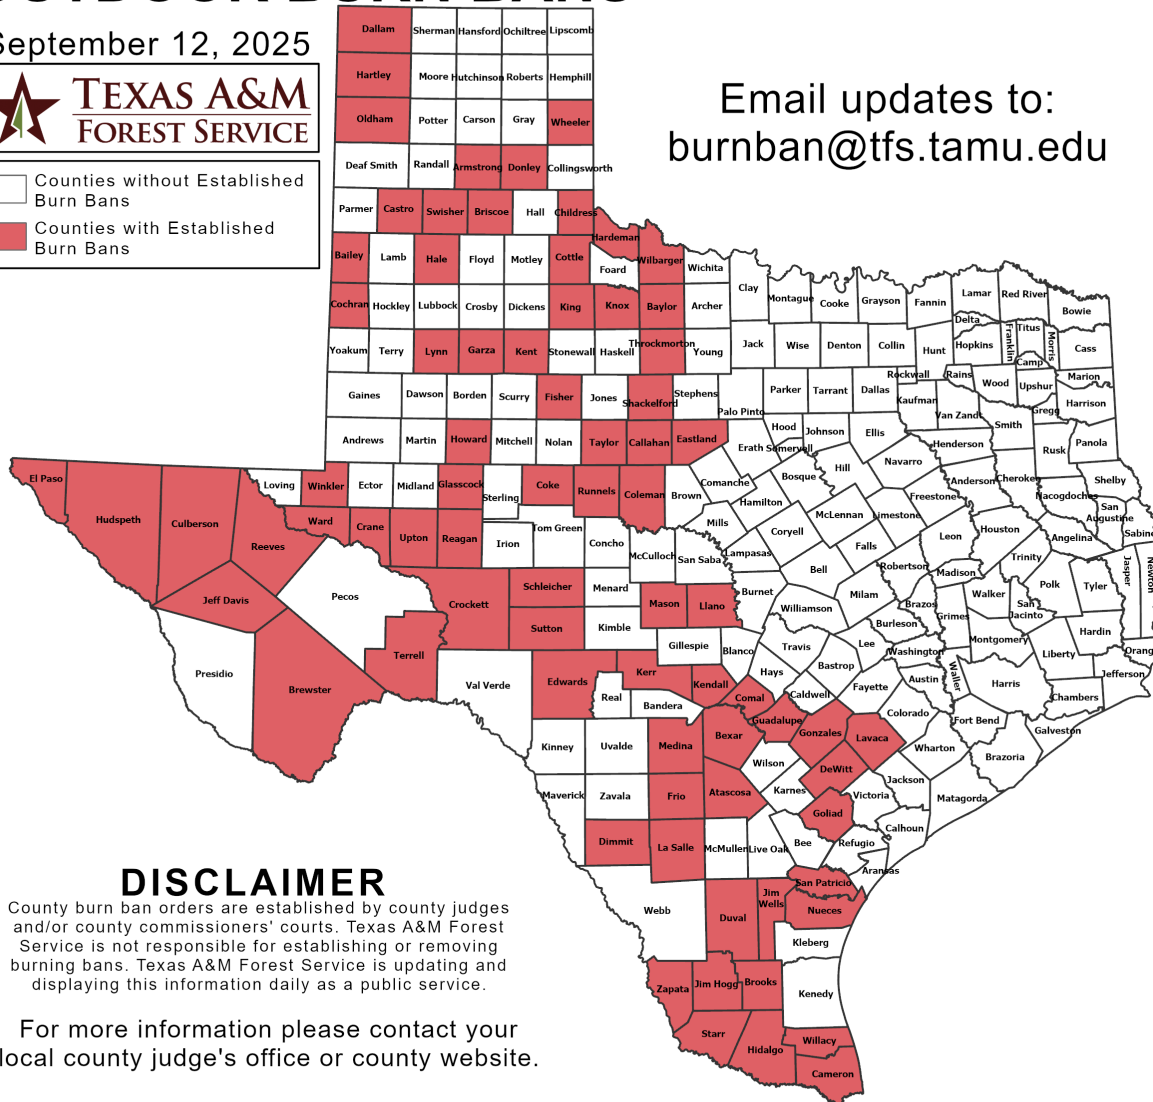 September 12, 2025
TEXAS A&M
FOREST SERVICE
Counties without Established
Burn Bans
Counties with Established
Burn Bans
Email updates to:
burnban@tfs.tamu.edu
Dallam Sherman Hansford Ochiltree Lipscomb
Hartley Moore Hutchinson Roberts Hemphill
Oldham Potter Carson Gray Wheeler
Deaf Smith Randall Armstrong Donley Collingsworth
Parmer Castro Swisher Briscoe Hall Childress
Hardeman
Bailey Lamb Hale Floyd Motley Cottle Foard Wilbarger Wichita
Clay Montague Cooke Grayson Fannin Lamar Red River Bowie
Cochran Hockley Lubbock Crosby Dickens King Knox Baylor Archer
Delta Titus Franklin Morris
Yoakum Terry Lynn Garza Kent Stonewall Haskell Throckmorton Young Jack Wise Denton Collin Hunt Hopkins Camp Cass
Rockwall Rains Wood Upshur Marion
Gaines Dawson Borden Scurry Fisher Jones Shackelford Stephens Palo Pinto Parker Tarrant Dallas Kaufman Van Zandt Gregg Harrison
Andrews Martin Howard Mitchell Nolan Taylor Callahan Eastland Erath Hood Somervell Johnson Ellis Henderson Smith Rusk Panola
El Paso Loving Winkler Ector Midland Glasscock Sterling Coke Runnels Coleman Brown Comanche Bosque Hill Navarro Anderson Cherokee Shelby
Hudspeth Culberson Reeves Ward Crane Upton Reagan Irion Tom Green Concho McCulloch San Saba Mills Hamilton Coryell McLennan Limestone Freestone Leon Houston Nacogdoches San
Augustine Sabine Angelina
Jeff Davis Pecos Crockett Schleicher Menard Mason Llano Lampasas Burnet Bell Falls Milam Robertson Madison Trinity Walker Polk Tyler Jasper Newton
Sutton Kimble Gillespie Blanco Williamson Burleson Brazos Grimes San
Jacinto Montgomery Liberty Hardin Orange
Presidio Brewster Terrell Val Verde Edwards Real Kerr Bandera Kendall Comal Hays Travis Bastrop Lee Washington Austin Waller Harris Chambers Jefferson
Caldwell Fayette Colorado Fort Bend Galveston
Kinney Uvalde Medina Bexar Guadalupe Gonzales Lavaca Wharton Brazoria
Wilson DeWitt Jackson Matagorda
Maverick Zavala Frio Atascosa Karnes Goliad Victoria Calhoun
Dimmit La Salle McMullen Live Oak Bee Refugio Aransas
Webb Duval Jim
Wells San Patricio Nueces
Kleberg
Zapata Jim Hogg Brooks Kenedy
Starr Hidalgo Willacy
Cameron
DISCLAIMER
County burn ban orders are established by county judges
and/or county commissioners' courts. Texas A&M Forest
Service is not responsible for establishing or removing
burning bans. Texas A&M Forest Service is updating and
displaying this information daily as a public service.
For more information please contact your
local county judge's office or county website.